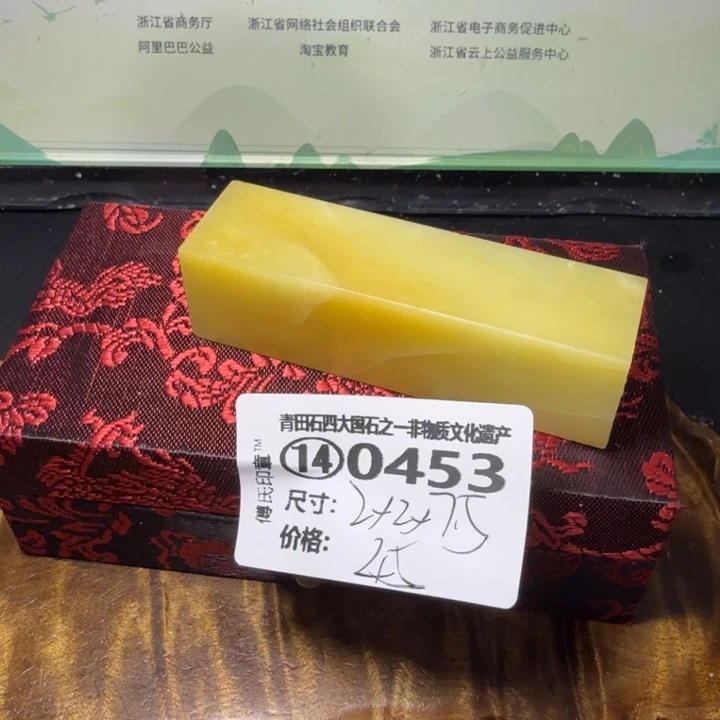 浙江省商务厅 浙江省网络社会组织联合会 浙江省电子商务促进中心
阿里巴巴公益 淘宝教育 浙江省云上公益服务中心
青田石四大国石之一非物质文化遗产
傅氏印章™
⑭0453
尺寸: 2×2×7.5
价格: 45